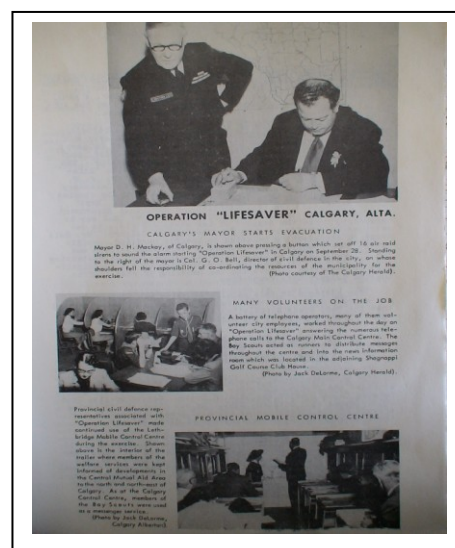 OPERATION "LIFESAVER" CALGARY, ALTA.
CALGARY'S MAYOR STARTS EVACUATION
Mayor D. H. Mackay, of Calgary, is shown above pressing a button which set off 16 air raid
sirens to sound the alarm starting "Operation Lifesaver" in Calgary on September 28. Standing
to the right of the mayor is Col. G. O. Bell, director of civil defence in the city, on whose
shoulders fell the responsibility of co-ordinating the resources of the municipality for the
exercise. (Photo courtesy of The Calgary Herald).
MANY VOLUNTEERS ON THE JOB
A battery of telephone operators, many of them vol-
unteer city employees, worked throughout the day on
"Operation Lifesaver" answering the numerous tele-
phone calls to the Calgary Main Control Centre. The
Boy Scouts acted as runners to distribute messages
throughout the centre and into the news information
room which was located in the adjoining Shaganappi
Golf Course Club House.
(Photo by Jack DeLorme, Calgary Herald).
Provincial civil defence rep-
resentatives associated with
"Operation Lifesaver" made
continued use of the Leth-
bridge Mobile Control Centre
during the exercise. Shown
above is the interior of the
trailer where members of the
welfare services were kept
informed of developments in
the Central Mutual Aid Area
to the north and north-east of
Calgary. As at the Calgary
Control Centre, members of
the Boy Scouts were used
as a messenger service.
(Photo by Jack DeLorme,
Calgary Albertan).
PROVINCIAL MOBILE CONTROL CENTRE